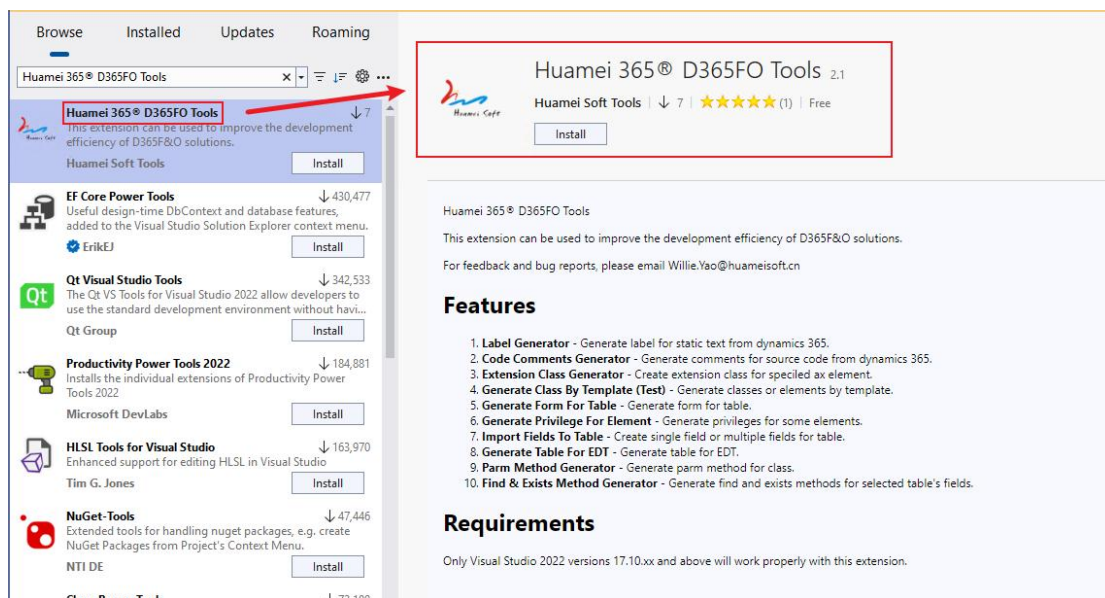 Browse Installed Updates Roaming
Huamei 365® D365FO Tools
Huamei 365® D365FO Tools 7
This extension can be used to improve the development
efficiency of D365F&O solutions.
Huamei Soft Tools Install
EF Core Power Tools 430,477
Useful design-time DbContext and database features,
added to the Visual Studio Solution Explorer context menu.
ErikEJ Install
Qt Visual Studio Tools 342,533
The Qt VS Tools for Visual Studio 2022 allow developers to
use the standard development environment without havi...
Qt Group Install
Productivity Power Tools 2022 184,881
Installs the individual extensions of Productivity Power
Tools 2022
Microsoft DevLabs Install
HLSL Tools for Visual Studio 163,970
Enhanced support for editing HLSL in Visual Studio
Tim G. Jones Install
NuGet-Tools 47,446
Extended tools for handling nuget packages, e.g. create
NuGet Packages from Project's Context Menu.
NTI DE Install
Huamei Soft
Huamei 365® D365FO Tools 2.1
Huamei Soft Tools | 7 | (1) | Free
Install
Huamei 365® D365FO Tools
This extension can be used to improve the development efficiency of D365F&O solutions.
For feedback and bug reports, please email Willie.Yao@huameisoft.cn
Features
1. Label Generator - Generate label for static text from dynamics 365.
2. Code Comments Generator - Generate comments for source code from dynamics 365.
3. Extension Class Generator - Create extension class for speciled ax element.
4. Generate Class By Template (Test) - Generate classes or elements by template.
5. Generate Form For Table - Generate form for table.
6. Generate Privilege For Element - Generate privileges for some elements.
7. Import Fields To Table - Create single field or multiple fields for table.
8. Generate Table For EDT - Generate table for EDT.
9. Parm Method Generator - Generate parm method for class.
10. Find & Exists Method Generator - Generate find and exists methods for selected table's fields.
Requirements
Only Visual Studio 2022 versions 17.10.xx and above will work properly with this extension.